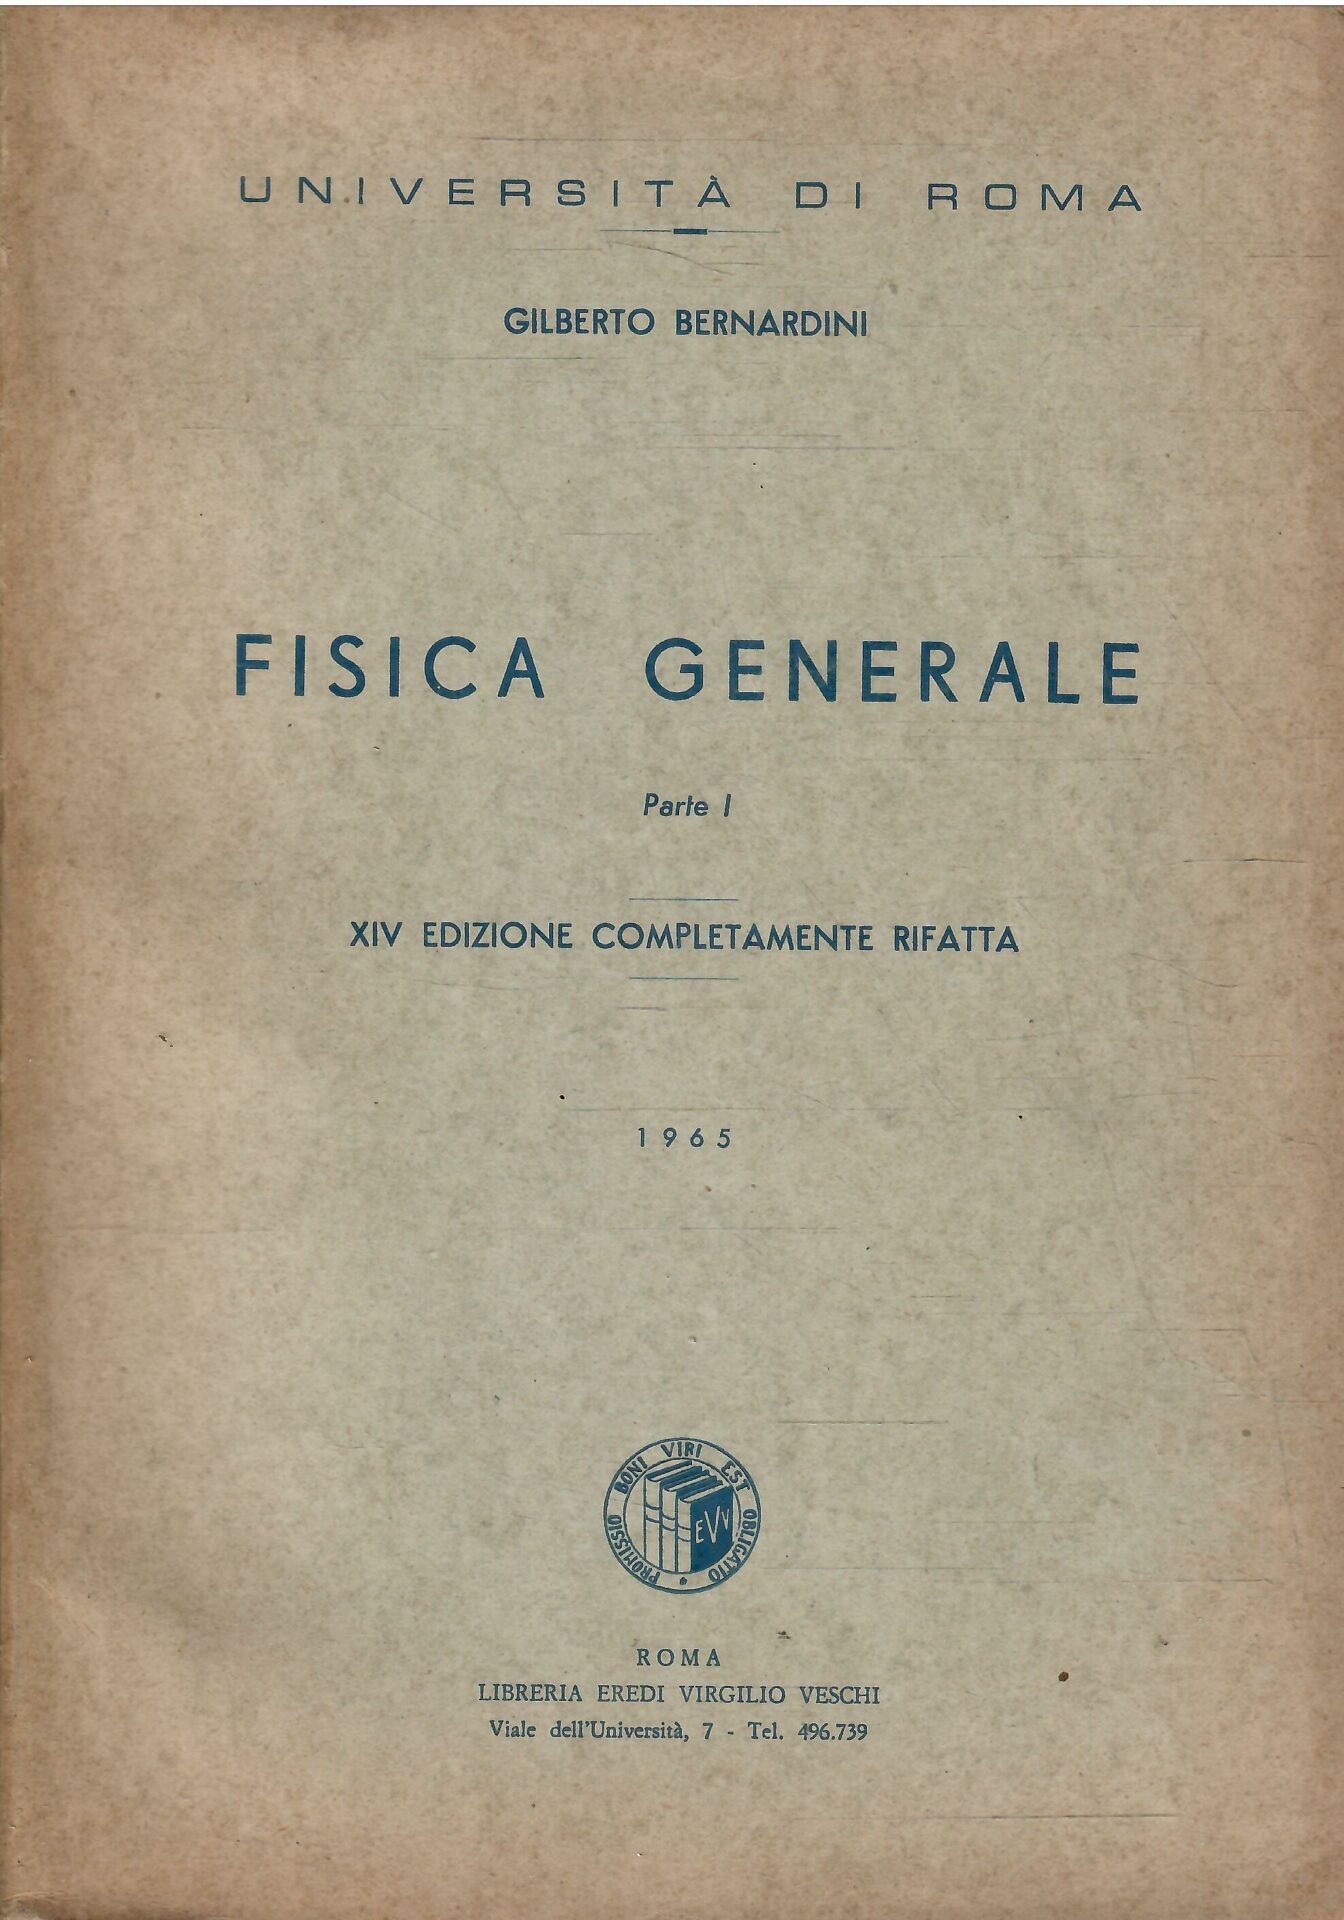 UNIVERSITÀ DI ROMA
GILBERTO BERNARDINI
FISICA GENERALE
Parte I
XIV EDIZIONE COMPLETAMENTE RIFATTA
1965
PROMISSIO BONI VIRI EST OBLIGATIO
EVV
ROMA
LIBRERIA EREDI VIRGILIO VESCHI
Viale dell'Università, 7 - Tel. 496.739